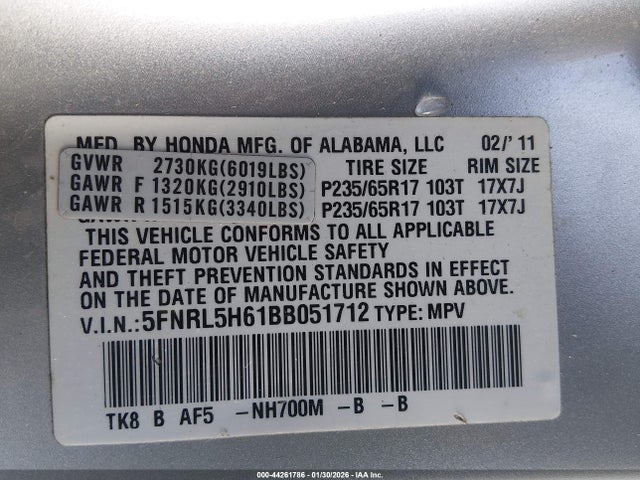 MFD. BY HONDA MFG. OF ALABAMA, LLC 02/'11
GVWR 2730KG(6019LBS) TIRE SIZE RIM SIZE
GAWR F 1320KG(2910LBS) P235/65R17 103T 17X7J
GAWR R 1515KG(3340LBS) P235/65R17 103T 17X7J
THIS VEHICLE CONFORMS TO ALL APPLICABLE
FEDERAL MOTOR VEHICLE SAFETY
AND THEFT PREVENTION STANDARDS IN EFFECT
ON THE DATE OF MANUFACTURE SHOWN ABOVE.
V.I.N.:5FNRL5H61BB051712 TYPE: MPV
TK8 B AF5 -NH700M -B -B
000-44261786 - 01/30/2026 - IAA Inc.